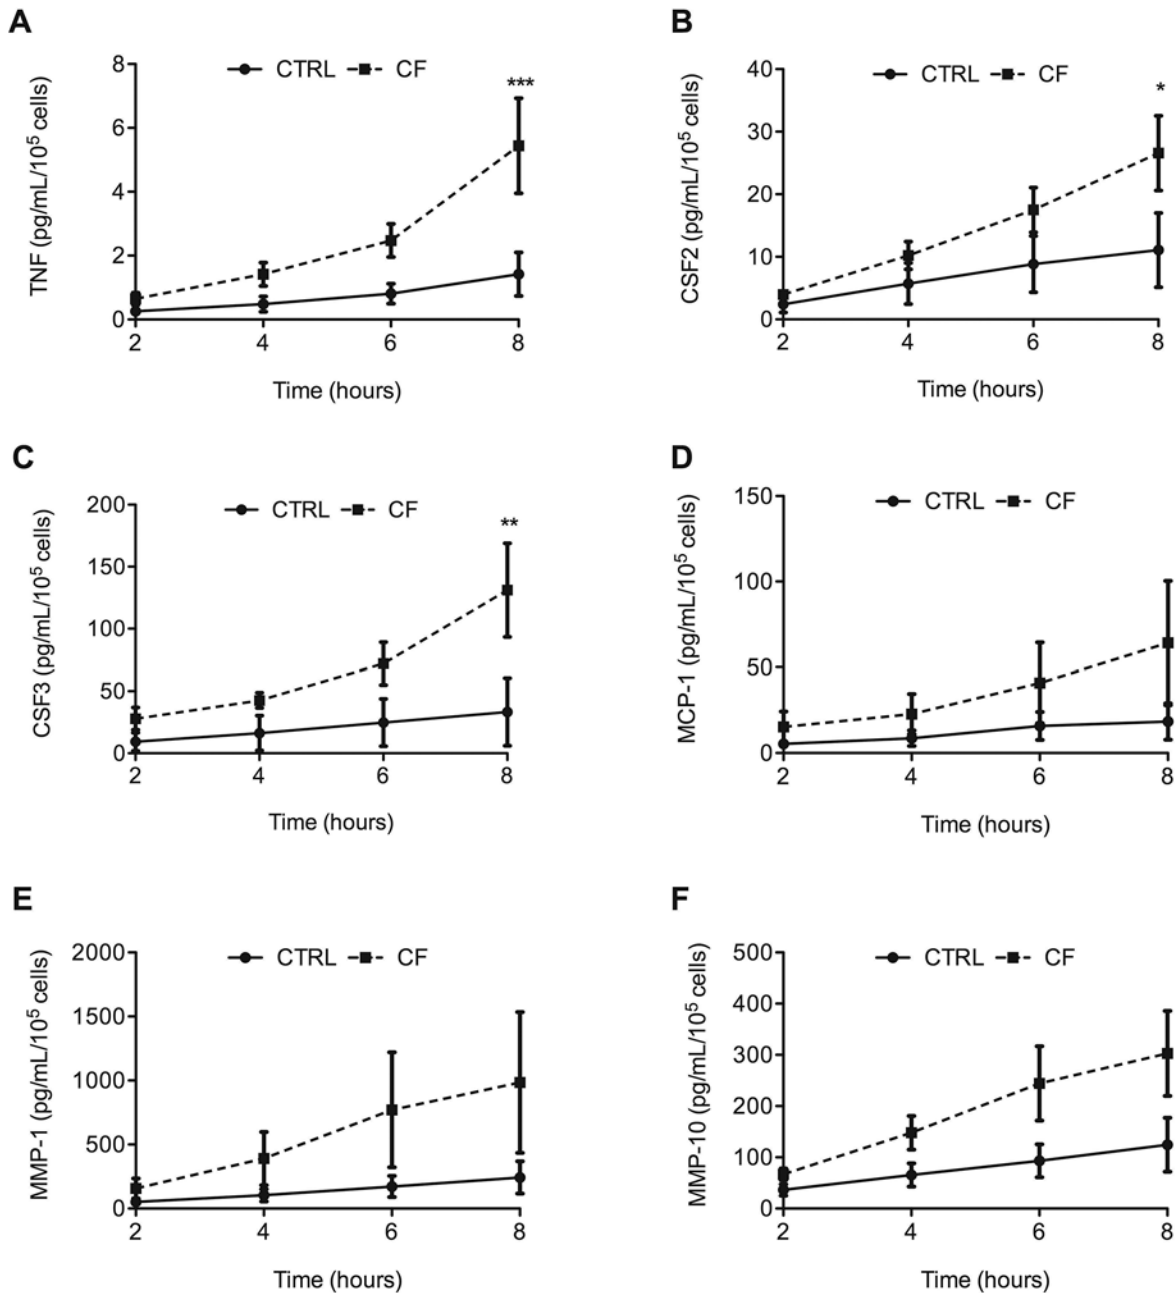 A
CTRL CF
***
TNF (pg/mL/10⁵ cells)
8
6
4
2
0
2 4 6 8
Time (hours)
B
CTRL CF
*
CSF2 (pg/mL/10⁵ cells)
40
30
20
10
0
2 4 6 8
Time (hours)
C
CTRL CF
**
CSF3 (pg/mL/10⁵ cells)
200
150
100
50
0
2 4 6 8
Time (hours)
D
CTRL CF
MCP-1 (pg/mL/10⁵ cells)
150
100
50
0
2 4 6 8
Time (hours)
E
CTRL CF
MMP-1 (pg/mL/10⁵ cells)
2000
1500
1000
500
0
2 4 6 8
Time (hours)
F
CTRL CF
MMP-10 (pg/mL/10⁵ cells)
500
400
300
200
100
0
2 4 6 8
Time (hours)